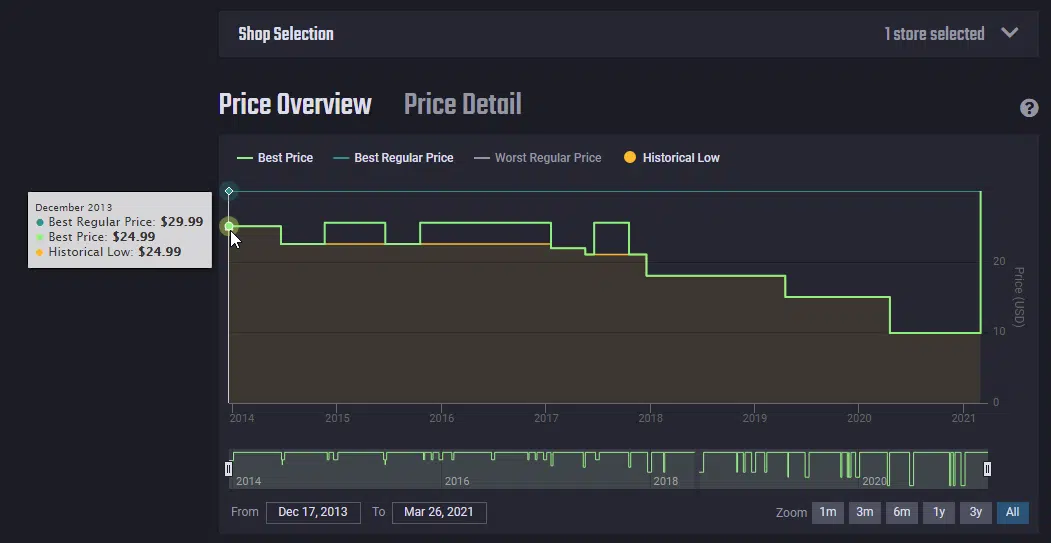 Shop Selection
1 store selected
Price Overview
Price Detail
?
Best Price
Best Regular Price
Worst Regular Price
Historical Low
December 2013
Best Regular Price: $29.99
Best Price: $24.99
Historical Low: $24.99
20
10
0
Price (USD)
2014 2015 2016 2017 2018 2019 2020 2021
2014 2016 2018 2020
From Dec 17, 2013 To Mar 26, 2021
Zoom 1m 3m 6m 1y 3y All